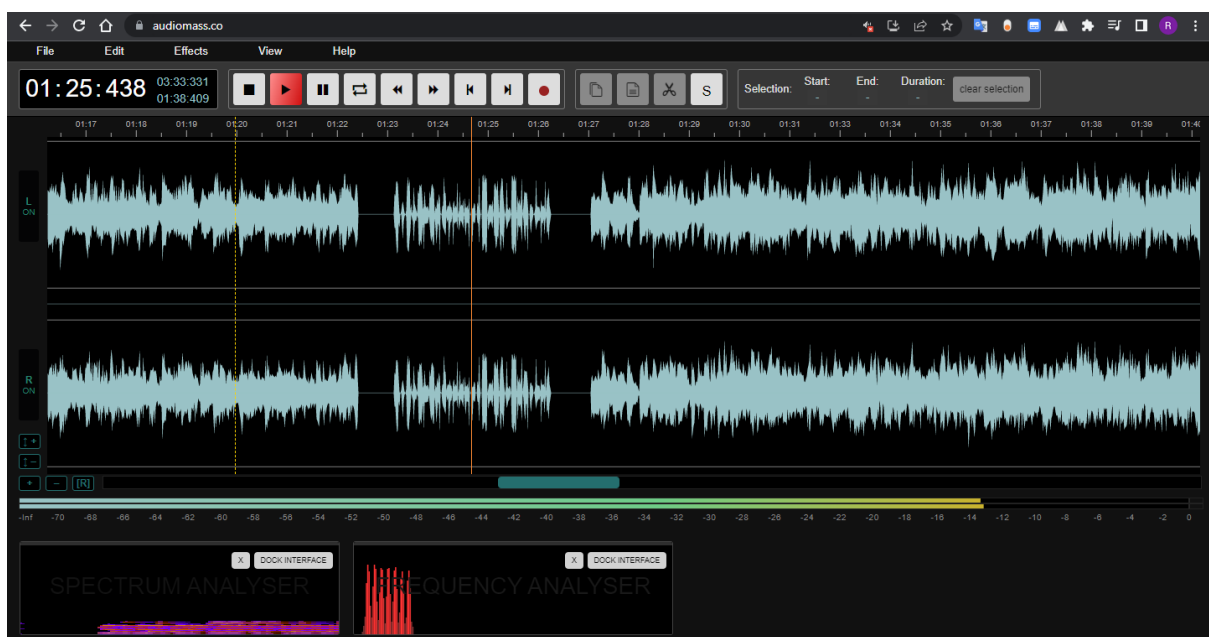 audiomass.co
R
File Edit Effects View Help
01:25:438
03:33:331
01:38:409
S
Selection: Start: End: Duration: clear selection
- - -
01:17 01:18 01:19 01:20 01:21 01:22 01:23 01:24 01:25 01:26 01:27 01:28 01:29 01:30 01:31 01:33 01:34 01:35 01:36 01:37 01:38 01:39 01:40
L
ON
R
ON
+
-
+ - [R]
-Inf -70 -68 -66 -64 -62 -60 -58 -56 -54 -52 -50 -48 -46 -44 -42 -40 -38 -36 -34 -32 -30 -28 -26 -24 -22 -20 -18 -16 -14 -12 -10 -8 -6 -4 -2 0
X DOCK INTERFACE
SPECTRUM ANALYSER
X DOCK INTERFACE
FREQUENCY ANALYSER